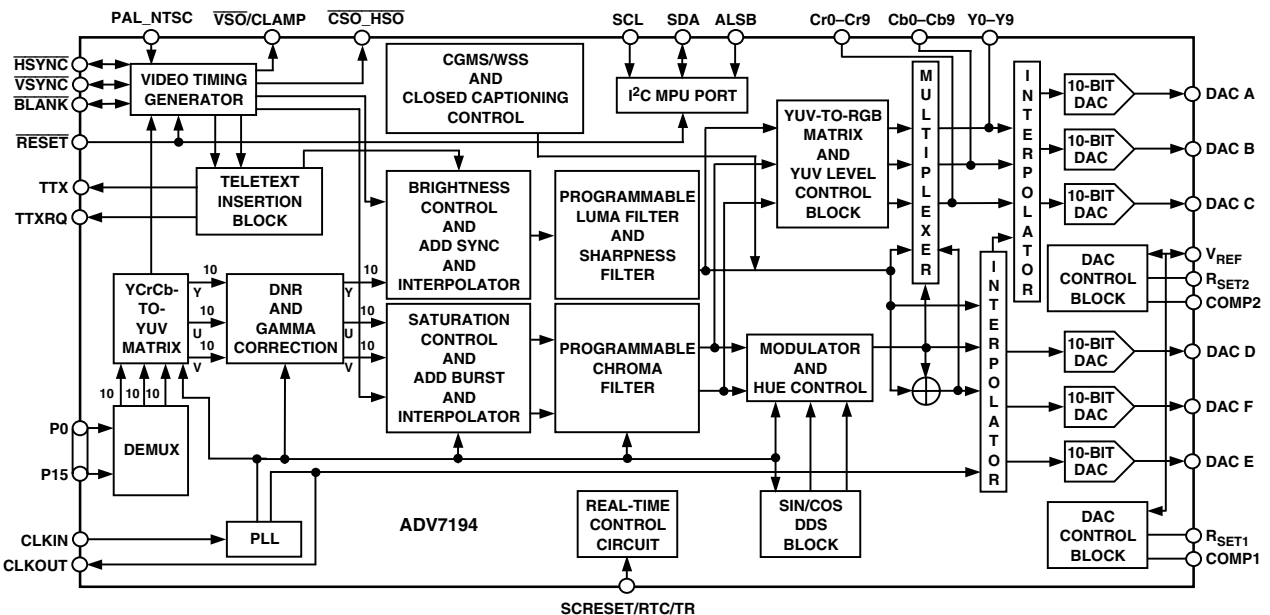 PAL_NTSC
VSO/CLAMP
CSO_HSO
SCL
SDA
ALSB
Cr0–Cr9
Cb0–Cb9
Y0–Y9
HSYNC
VSYNC
BLANK
RESET
TTX
TTXRQ
VIDEO TIMING
GENERATOR
CGMS/WSS
AND
CLOSED CAPTIONING
CONTROL
I²C MPU PORT
TELETEXT
INSERTION
BLOCK
BRIGHTNESS
CONTROL
AND
ADD SYNC
AND
INTERPOLATOR
PROGRAMMABLE
LUMA FILTER
AND
SHARPNESS
FILTER
YUV-TO-RGB
MATRIX
AND
YUV LEVEL
CONTROL
BLOCK
MULTIPLEXER
INTERPOLATOR
10-BIT
DAC
DAC A
10-BIT
DAC
DAC B
10-BIT
DAC
DAC C
DAC
CONTROL
BLOCK
VREF
RSET2
COMP2
YCrCb-
TO-
YUV
MATRIX
10
Y
10
U
10
V
DNR
AND
GAMMA
CORRECTION
10
Y
10
U
10
V
SATURATION
CONTROL
AND
ADD BURST
AND
INTERPOLATOR
PROGRAMMABLE
CHROMA
FILTER
MODULATOR
AND
HUE CONTROL
INTERPOLATOR
10-BIT
DAC
DAC D
10-BIT
DAC
DAC F
10-BIT
DAC
DAC E
10
10
10
P0
P15
DEMUX
CLKIN
CLKOUT
PLL
ADV7194
REAL-TIME
CONTROL
CIRCUIT
SIN/COS
DDS
BLOCK
DAC
CONTROL
BLOCK
RSET1
COMP1
SCRESET/RTC/TR